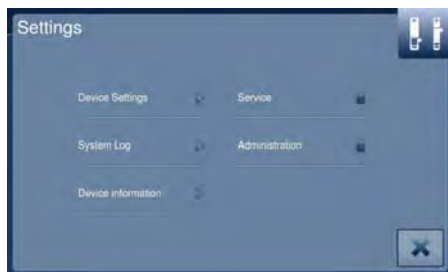 Settings
Device Settings
Service
System Log
Administration
Device information